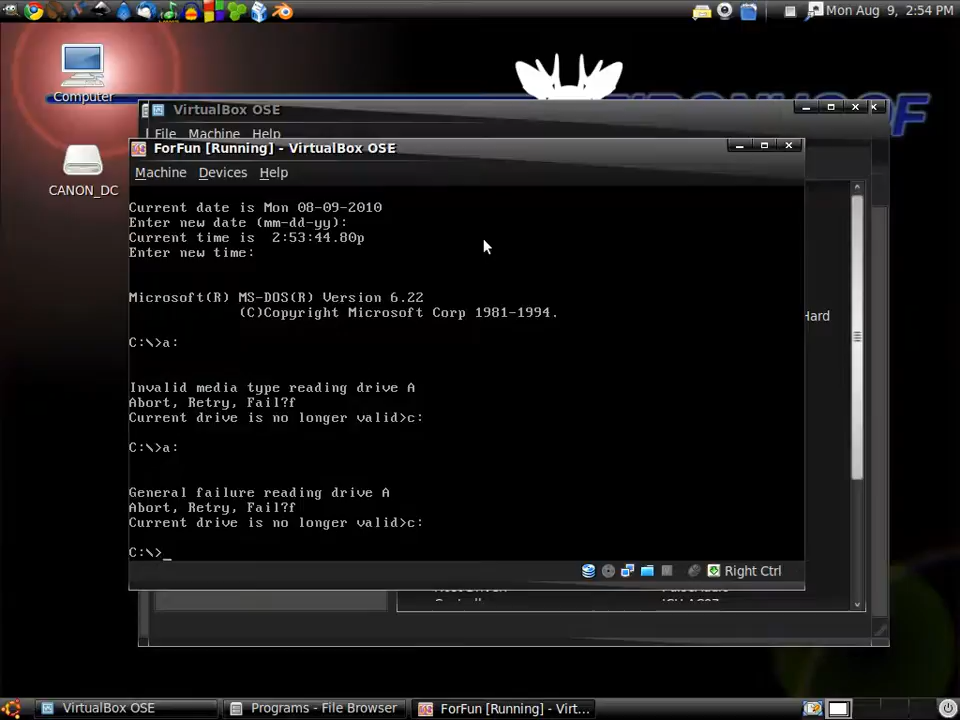 Mon Aug 9, 2:54 PM
Computer
CANON_DC
VirtualBox OSE
File Machine Help
ForFun [Running] - VirtualBox OSE
Machine Devices Help
Current date is Mon 08-09-2010
Enter new date (mm-dd-yy):
Current time is 2:53:44.80p
Enter new time:
Microsoft(R) MS-DOS(R) Version 6.22
(C)Copyright Microsoft Corp 1981-1994.
C:\>a:
Invalid media type reading drive A
Abort, Retry, Fail?f
Current drive is no longer valid>c:
C:\>a:
General failure reading drive A
Abort, Retry, Fail?f
Current drive is no longer valid>c:
C:\>_
Hard
Right Ctrl
VirtualBox OSE
Programs - File Browser
ForFun [Running] - Virt...